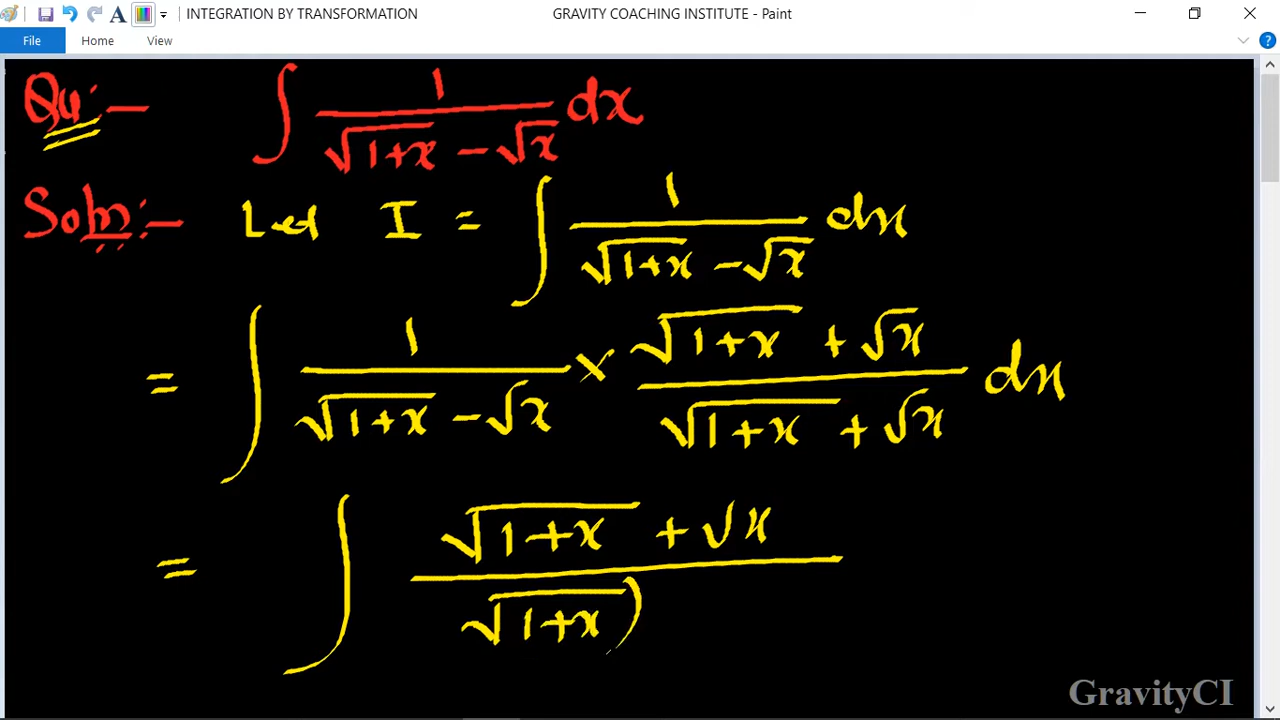 INTEGRATION BY TRANSFORMATION GRAVITY COACHING INSTITUTE - Paint
File Home View
Qu:- ∫ 1/(√(1+x) - √x) dx
Soln:- Let I = ∫ 1/(√(1+x) - √x) dx
= ∫ 1/(√(1+x) - √x) × (√(1+x) + √x)/(√(1+x) + √x) dx
= ∫ (√(1+x) + √x)/(√(1+x))
GravityCI